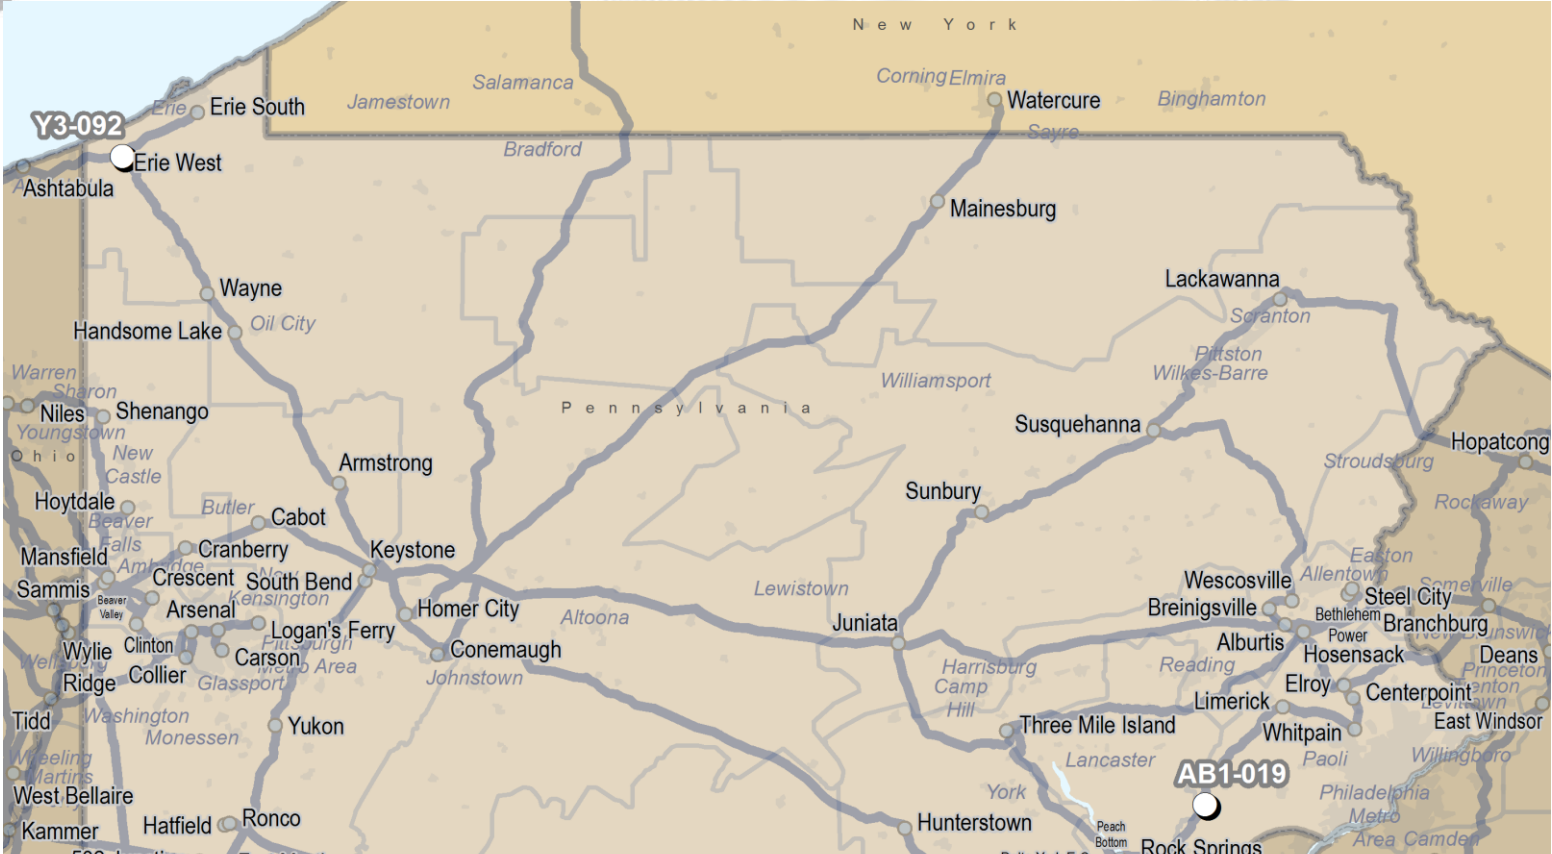 New York
Corning
Elmira
Salamanca
Jamestown
Watercure
Binghamton
Erie
Erie South
Y3-092
Sayre
Bradford
Erie West
Ashtabula
Mainesburg
Lackawanna
Wayne
Scranton
Oil City
Handsome Lake
Pittston
Wilkes-Barre
Warren
Williamsport
Sharon
Pennsylvania
Niles
Shenango
Youngstown
Susquehanna
Hopatcong
Ohio
New
Castle
Armstrong
Stroudsburg
Sunbury
Hoytdale
Rockaway
Butler
Cabot
Beaver
Falls
Cranberry
Keystone
Mansfield
Easton
Ambridge
Crescent
New
Kensington
South Bend
Allentown
Wescosville
Sammis
Lewistown
Steel City
Somerville
Beaver
Valley
Arsenal
Homer City
Breinigsville
Bethlehem
Power
Altoona
Juniata
Branchburg
New Brunswick
Logan's Ferry
Pittsburgh
Metro Area
Clinton
Wylie
Ridge
Alburtis
Hosensack
Carson
Conemaugh
Deans
Collier
Johnstown
Harrisburg
Camp
Hill
Reading
Princeton
Glassport
Elroy
Centerpoint
Limerick
Tidd
Washington
Monessen
Yukon
Three Mile Island
Whitpain
East Windsor
Wheeling
Martins
Lancaster
Paoli
Willingboro
AB1-019
West Bellaire
York
Philadelphia
Metro
Area
Camden
Kammer
Hatfield
Ronco
Hunterstown
Peach
Bottom
Rock Springs